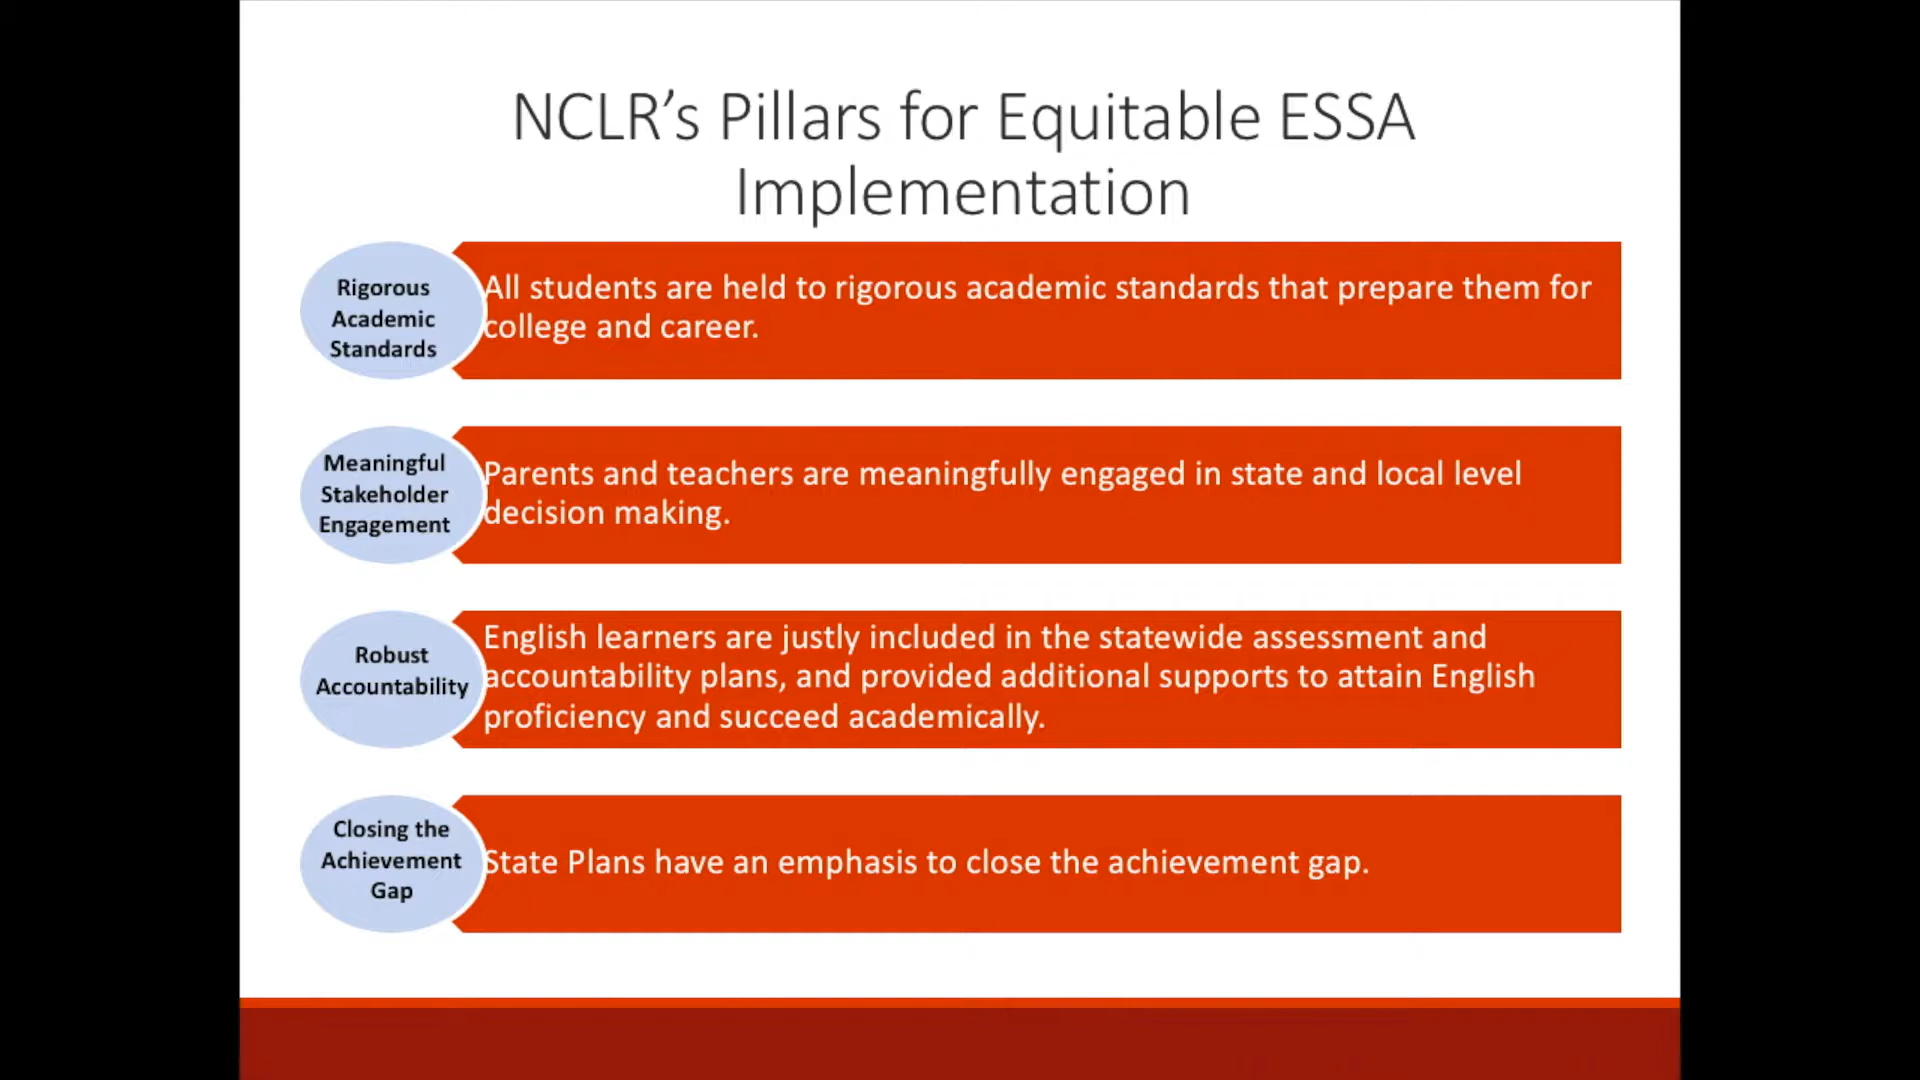 NCLR’s Pillars for Equitable ESSA
Implementation
Rigorous
Academic
Standards
All students are held to rigorous academic standards that prepare them for
college and career.
Meaningful
Stakeholder
Engagement
Parents and teachers are meaningfully engaged in state and local level
decision making.
Robust
Accountability
English learners are justly included in the statewide assessment and
accountability plans, and provided additional supports to attain English
proficiency and succeed academically.
Closing the
Achievement
Gap
State Plans have an emphasis to close the achievement gap.